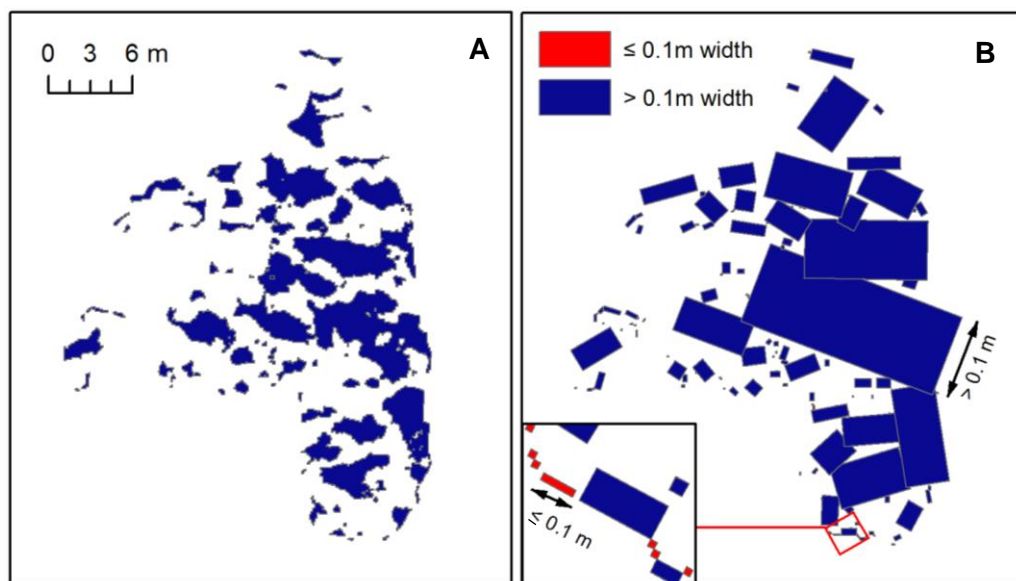 A
0 3 6 m
B
≤ 0.1m width
> 0.1m width
> 0.1 m
≤ 0.1 m